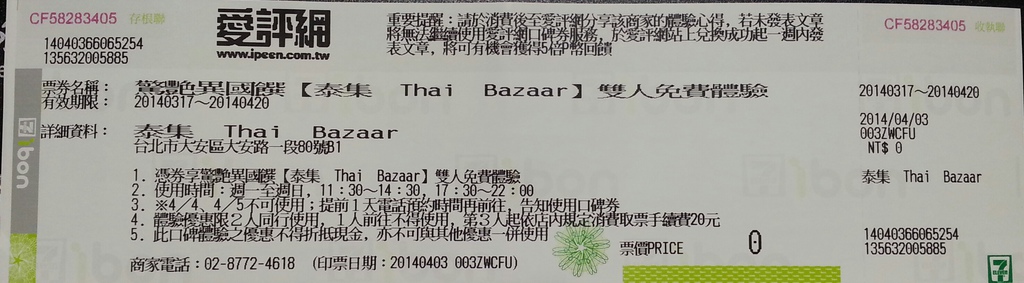 CF58283405 存根聯
14040366065254
135632005885
愛評網
www.ipeen.com.tw
重要提醒:請於消費後至愛評網分享該商家的體驗心得,若未發表文章
將無法繼續使用愛評網口碑券服務,於愛評網站上兌換成功起一週內發
表文章,將可有機會獲得5倍P幣回饋
CF58283405 收執聯
票券名稱: 驚艷異國饌【泰集 Thai Bazaar】雙人免費體驗
有效期限: 20140317～20140420
20140317～20140420
詳細資料: 泰集 Thai Bazaar
台北市大安區大安路一段80號B1
2014/04/03
003ZWCFU
NT$ 0
1. 憑券享驚艷異國饌【泰集 Thai Bazaar】雙人免費體驗
2. 使用時間:週一至週日, 11:30～14:30, 17:30～22:00
3. ※4/4、4/5不可使用;提前1天電話預約時間再前往,告知使用口碑券
4. 體驗優惠限2人同行使用, 1人前往不得使用, 第3人起依店內規定消費取票手續費20元
5. 此口碑體驗之優惠不得折抵現金,亦不可與其他優惠一併使用
泰集 Thai Bazaar
票價PRICE 0
商家電話:02-8772-4618 (印票日期:20140403 003ZWCFU)
14040366065254
135632005885
ibon
7-ELEVEN